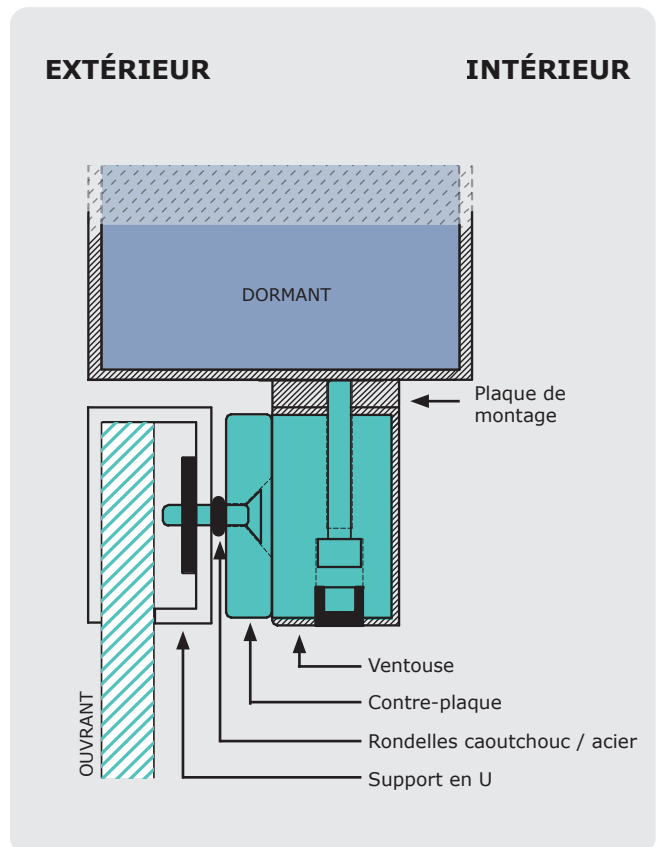 EXTÉRIEUR INTÉRIEUR
DORMANT
Plaque de
montage
Ventouse
Contre-plaque
Rondelles caoutchouc / acier
Support en U
OUVRANT